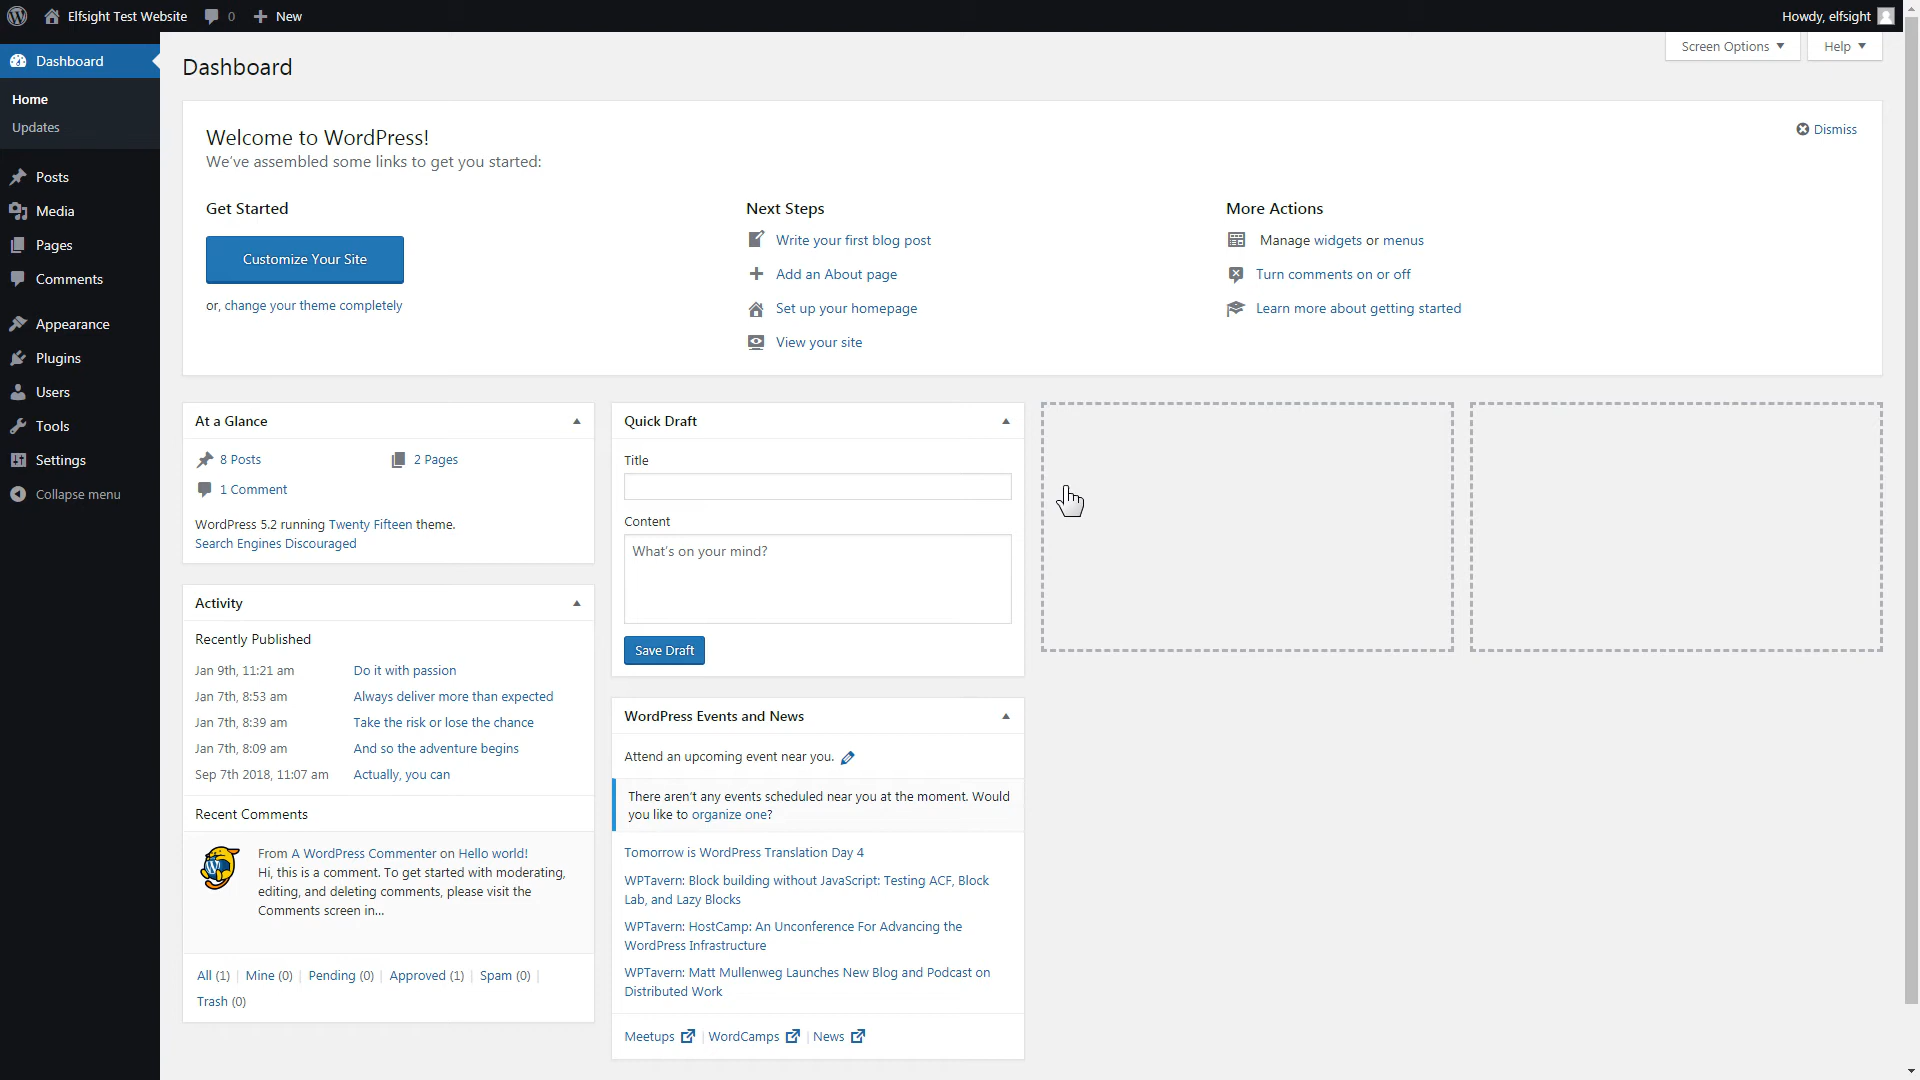 Elfsight Test Website 0 New Howdy, elfsight
Dashboard
Home
Updates
Posts
Media
Pages
Comments
Appearance
Plugins
Users
Tools
Settings
Collapse menu
Screen Options Help
Dashboard
Welcome to WordPress!
Dismiss
We've assembled some links to get you started:
Get Started
Customize Your Site
or, change your theme completely
Next Steps
Write your first blog post
Add an About page
Set up your homepage
View your site
More Actions
Manage widgets or menus
Turn comments on or off
Learn more about getting started
At a Glance
8 Posts 2 Pages
1 Comment
WordPress 5.2 running Twenty Fifteen theme.
Search Engines Discouraged
Activity
Recently Published
Jan 9th, 11:21 am Do it with passion
Jan 7th, 8:53 am Always deliver more than expected
Jan 7th, 8:39 am Take the risk or lose the chance
Jan 7th, 8:09 am And so the adventure begins
Sep 7th 2018, 11:07 am Actually, you can
Recent Comments
From A WordPress Commenter on Hello world!
Hi, this is a comment. To get started with moderating,
editing, and deleting comments, please visit the
Comments screen in...
All (1) | Mine (0) | Pending (0) | Approved (1) | Spam (0) |
Trash (0)
Quick Draft
Title
Content
What's on your mind?
Save Draft
WordPress Events and News
Attend an upcoming event near you.
There aren't any events scheduled near you at the moment. Would
you like to organize one?
Tomorrow is WordPress Translation Day 4
WPTavern: Block building without JavaScript: Testing ACF, Block
Lab, and Lazy Blocks
WPTavern: HostCamp: An Unconference For Advancing the
WordPress Infrastructure
WPTavern: Matt Mullenweg Launches New Blog and Podcast on
Distributed Work
Meetups | WordCamps | News